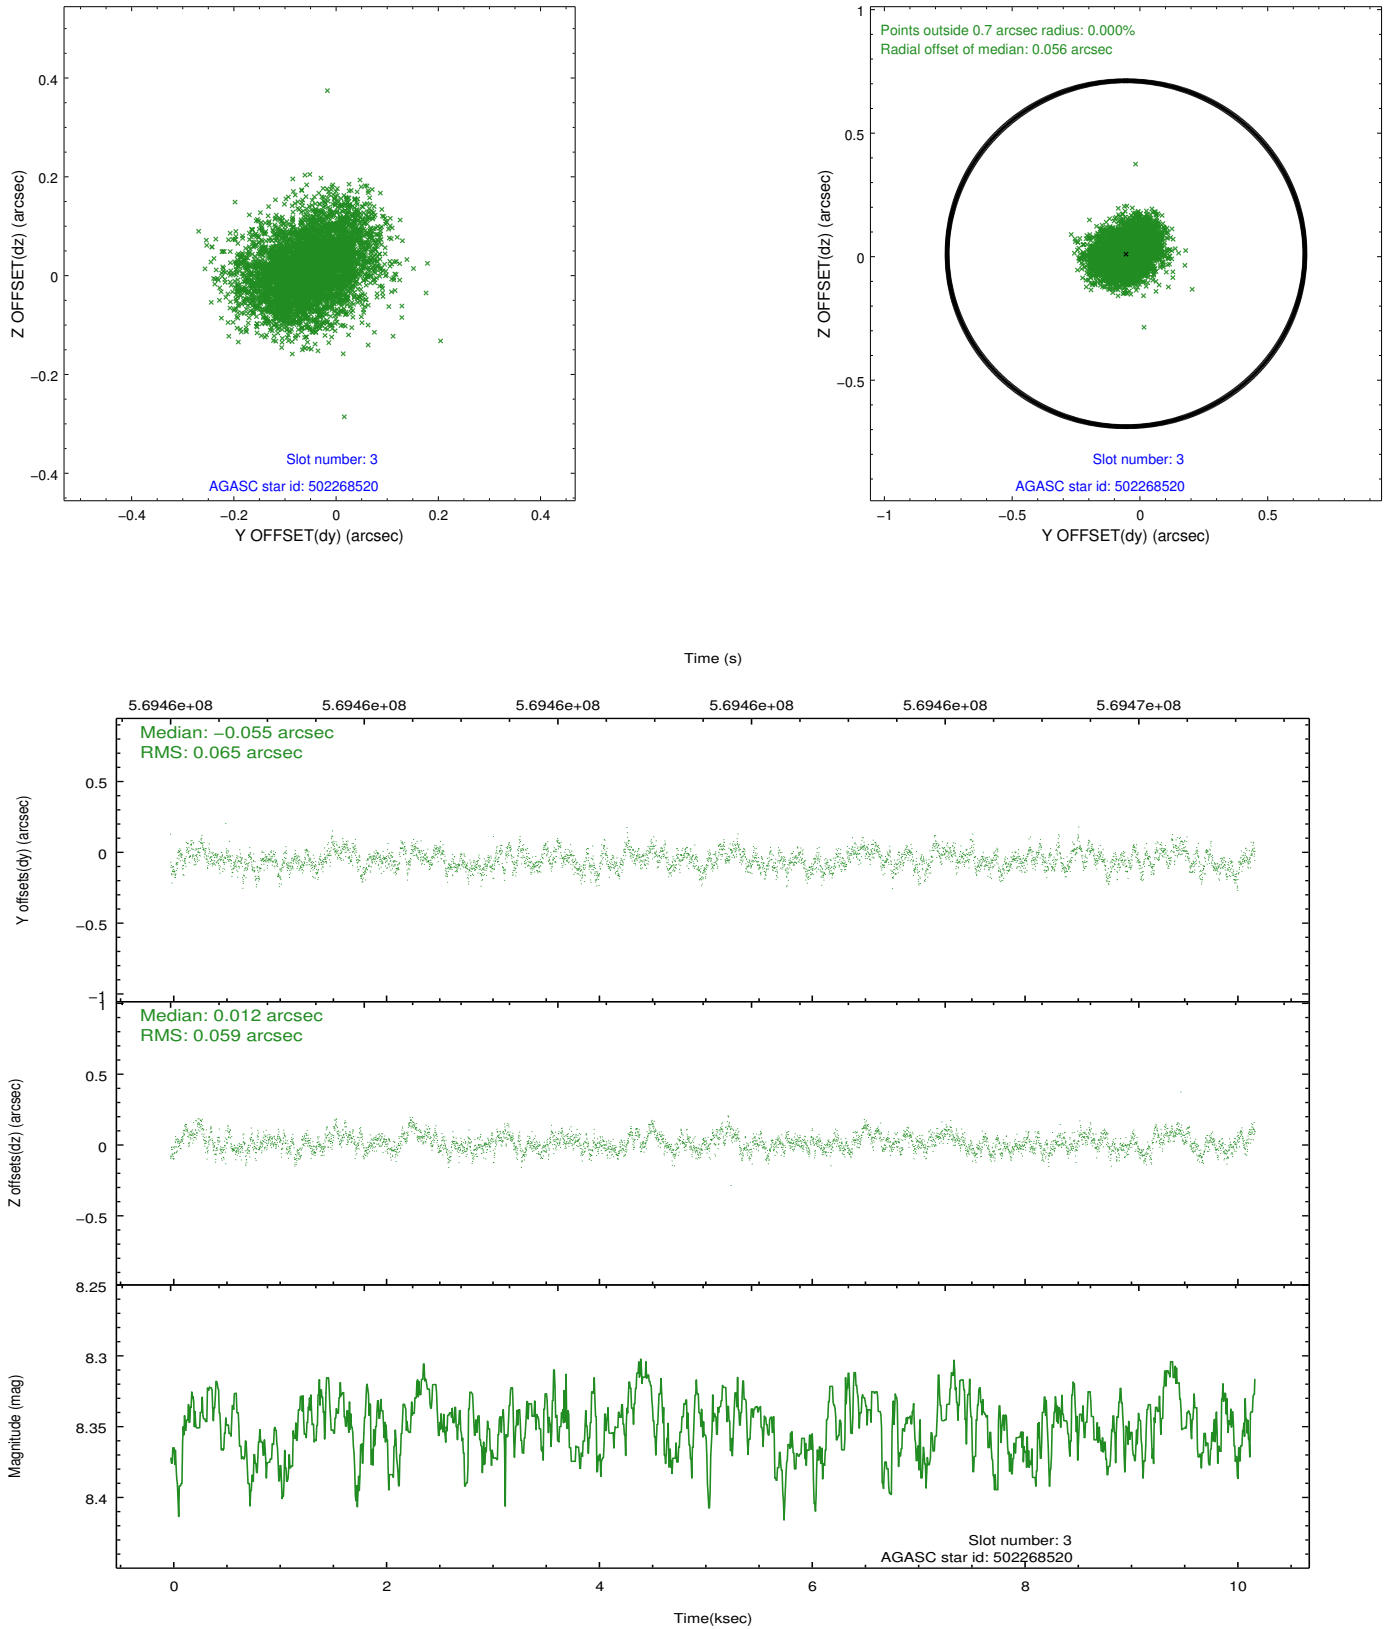 0.4
0.2
0
−0.2
−0.4
Z OFFSET(dz) (arcsec)
Slot number: 3
AGASC star id: 502268520
−0.4
−0.2
0
0.2
0.4
Y OFFSET(dy) (arcsec)
1
0.5
0
−0.5
Z OFFSET(dz) (arcsec)
Points outside 0.7 arcsec radius: 0.000%
Radial offset of median: 0.056 arcsec
Slot number: 3
AGASC star id: 502268520
−1
−0.5
0
0.5
Y OFFSET(dy) (arcsec)
Time (s)
5.6946e+08
5.6946e+08
5.6946e+08
5.6946e+08
5.6946e+08
5.6947e+08
Median: −0.055 arcsec
RMS: 0.065 arcsec
0.5
0
−0.5
−1
Y offsets(dy) (arcsec)
Median: 0.012 arcsec
RMS: 0.059 arcsec
1
0.5
0
−0.5
Z offsets(dz) (arcsec)
8.25
8.3
8.35
8.4
Magnitude (mag)
Slot number: 3
AGASC star id: 502268520
0
2
4
6
8
10
Time(ksec)